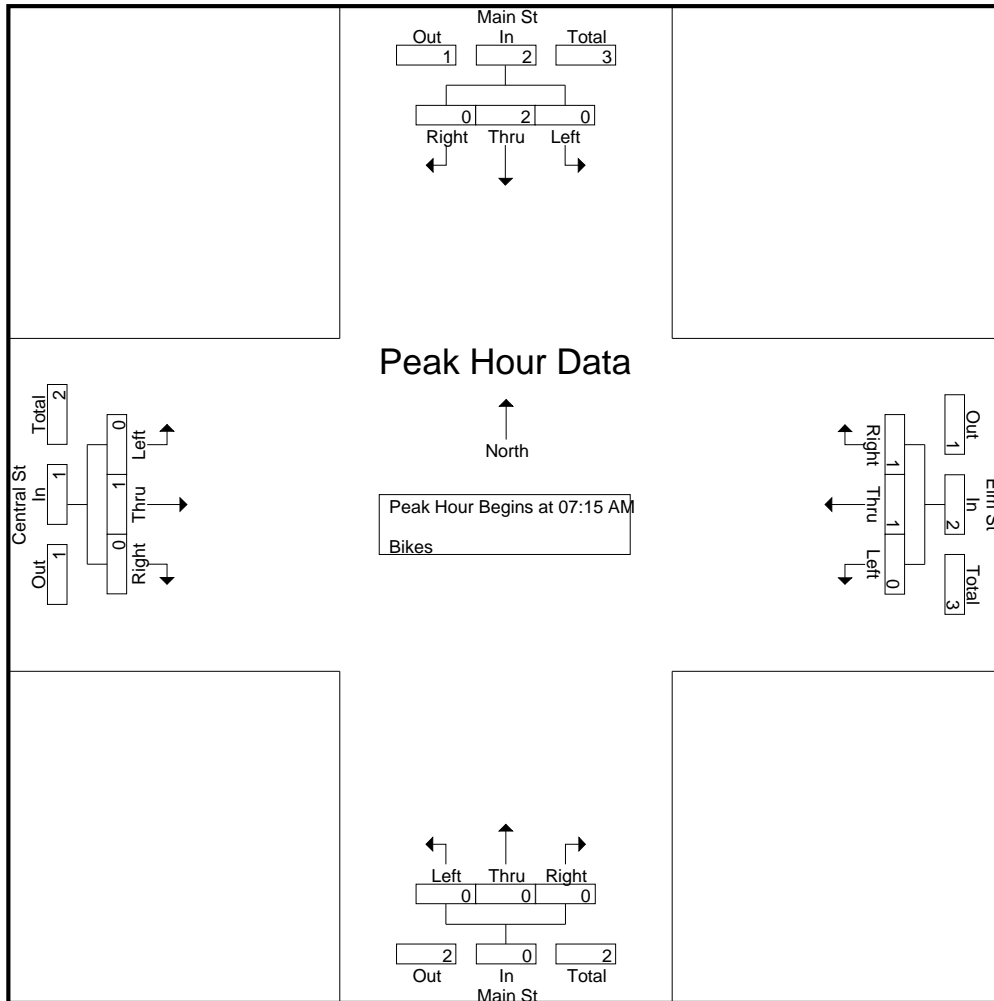 Main St
Out In Total
1 2 3
0 2 0
Right Thru Left
Peak Hour Data
North
Peak Hour Begins at 07:15 AM
Bikes
Central St
Total In Out
2 1 1
0 1 0
Left Thru Right
Elm St
Out In Total
1 2 3
1 1 0
Right Thru Left
Left Thru Right
0 0 0
2 0 2
Out In Total
Main St